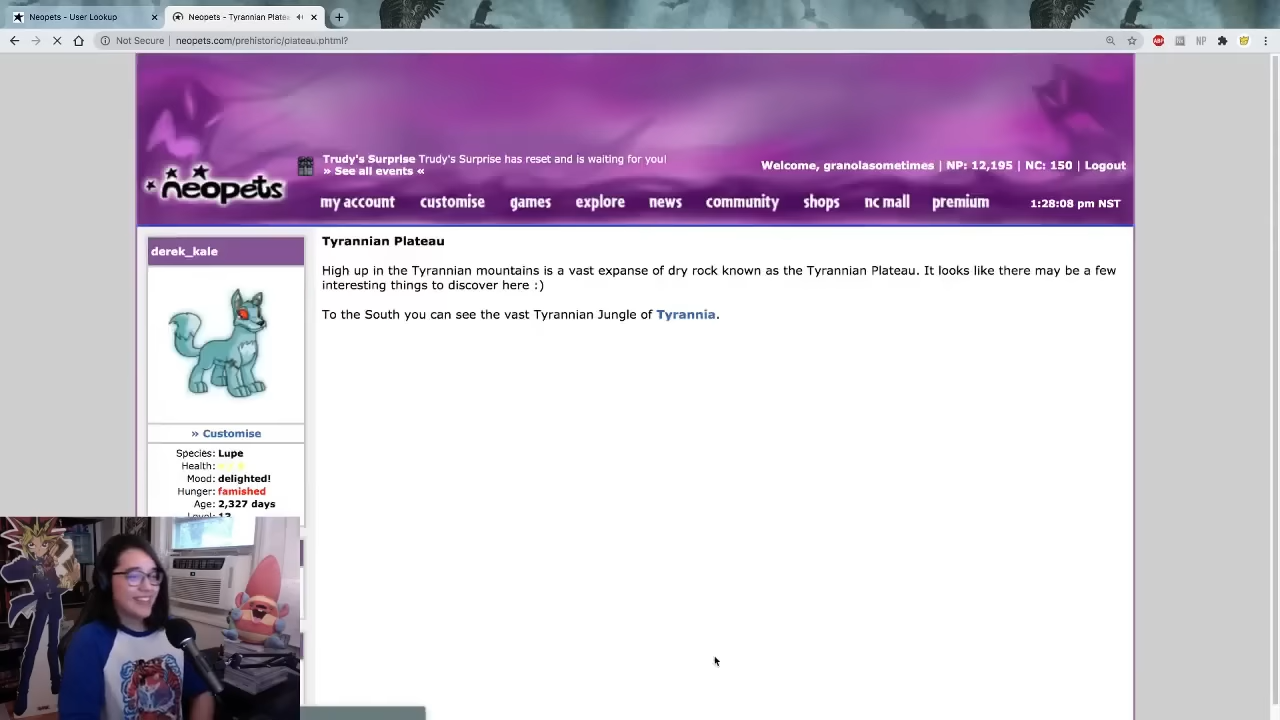 Neopets - User Lookup
Neopets - Tyrannian Plate
Not Secure | neopets.com/prehistoric/plateau.phtml?
ABP
NP
Trudy's Surprise Trudy's Surprise has reset and is waiting for you!
» See all events «
Welcome, granolasometimes | NP: 12,195 | NC: 150 | Logout
neopets
my account customise games explore news community shops nc mall premium
1:28:08 pm NST
derek_kale
» Customise
Species: Lupe
Health:
Mood: delighted!
Hunger: famished
Age: 2,327 days
Level: 13
Tyrannian Plateau
High up in the Tyrannian mountains is a vast expanse of dry rock known as the Tyrannian Plateau. It looks like there may be a few
interesting things to discover here :)
To the South you can see the vast Tyrannian Jungle of Tyrannia.